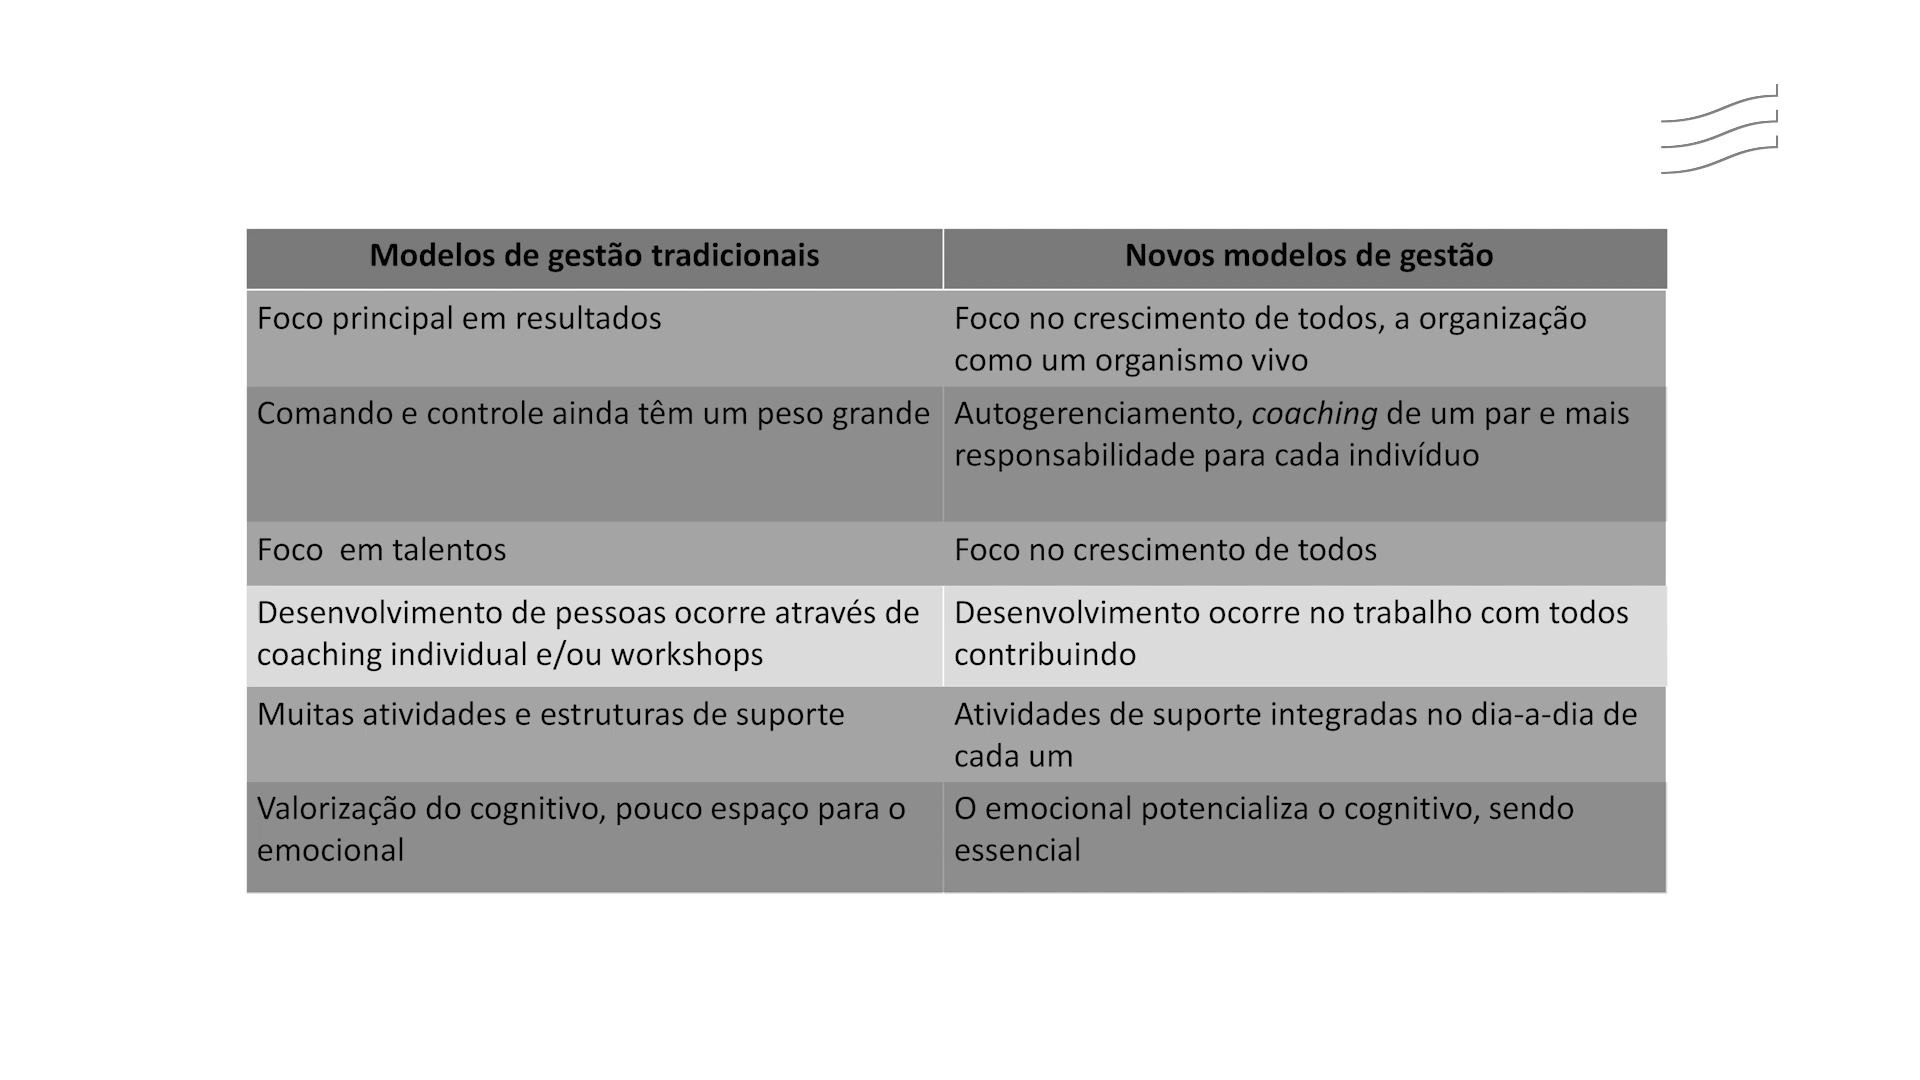 Modelos de gestão tradicionais
Novos modelos de gestão
Foco principal em resultados
Foco no crescimento de todos, a organização
como um organismo vivo
Comando e controle ainda têm um peso grande
Autogerenciamento, coaching de um par e mais
responsabilidade para cada indivíduo
Foco  em talentos
Foco no crescimento de todos
Desenvolvimento de pessoas ocorre através de
coaching individual e/ou workshops
Desenvolvimento ocorre no trabalho com todos
contribuindo
Muitas atividades e estruturas de suporte
Atividades de suporte integradas no dia-a-dia de
cada um
Valorização do cognitivo, pouco espaço para o
emocional
O emocional potencializa o cognitivo, sendo
essencial